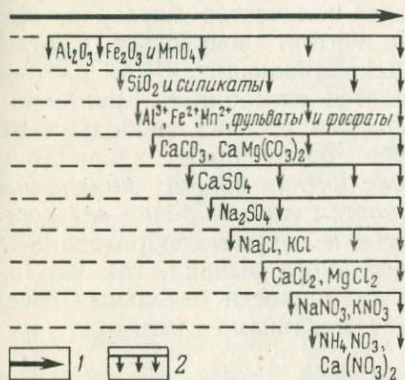 Al₂O₃ Fe₂O₃ и MnO₄
SiO₂ и силикаты
Al³⁺, Fe²⁺, Mn²⁺, фульваты и фосфаты
CaCO₃, CaMg(CO₃)₂
CaSO₄
Na₂SO₄
NaCl, KCl
CaCl₂, MgCl₂
NaNO₃, KNO₃
NH₄NO₃,
Ca(NO₃)₂
1 2